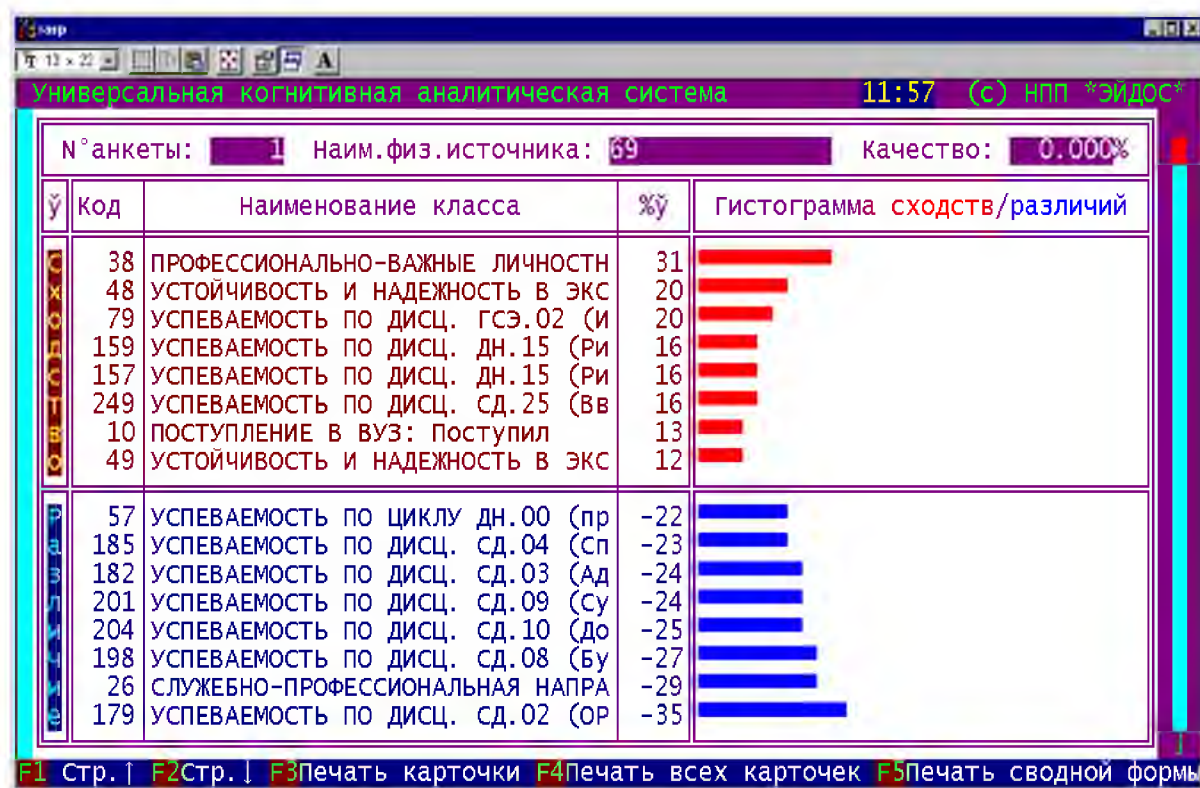 Tr 13 x 22 A
Универсальная когнитивная аналитическая система 11:57 (c) НПП *ЭЙДОС*
N°анкеты: 1 Наим.физ.источника: 69 Качество: 0.000%
ў Код Наименование класса %ў Гистограмма сходств/различий
Сходство
38 ПРОФЕССИОНАЛЬНО-ВАЖНЫЕ ЛИЧНОСТН 31
48 УСТОЙЧИВОСТЬ И НАДЕЖНОСТЬ В ЭКС 20
79 УСПЕВАЕМОСТЬ ПО ДИСЦ. ГСЭ.02 (И 20
159 УСПЕВАЕМОСТЬ ПО ДИСЦ. ДН.15 (Ри 16
157 УСПЕВАЕМОСТЬ ПО ДИСЦ. ДН.15 (Ри 16
249 УСПЕВАЕМОСТЬ ПО ДИСЦ. СД.25 (Вв 16
10 ПОСТУПЛЕНИЕ В ВУЗ: Поступил 13
49 УСТОЙЧИВОСТЬ И НАДЕЖНОСТЬ В ЭКС 12
Различие
57 УСПЕВАЕМОСТЬ ПО ЦИКЛУ ДН.00 (пр -22
185 УСПЕВАЕМОСТЬ ПО ДИСЦ. СД.04 (Сп -23
182 УСПЕВАЕМОСТЬ ПО ДИСЦ. СД.03 (Ад -24
201 УСПЕВАЕМОСТЬ ПО ДИСЦ. СД.09 (Су -24
204 УСПЕВАЕМОСТЬ ПО ДИСЦ. СД.10 (До -25
198 УСПЕВАЕМОСТЬ ПО ДИСЦ. СД.08 (Бу -27
26 СЛУЖЕБНО-ПРОФЕССИОНАЛЬНАЯ НАПРА -29
179 УСПЕВАЕМОСТЬ ПО ДИСЦ. СД.02 (ОР -35
F1 Стр.↑ F2Стр.↓ F3Печать карточки F4Печать всех карточек F5Печать сводной формы